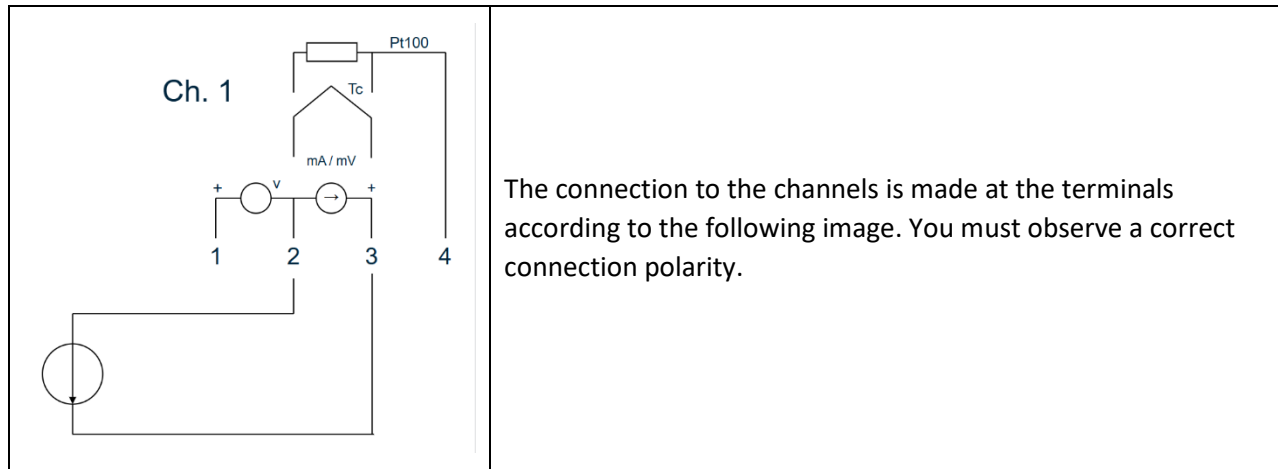 Pt100
Ch. 1
Tc
mA / mV
+ v +
1 2 3 4
The connection to the channels is made at the terminals
according to the following image. You must observe a correct
connection polarity.